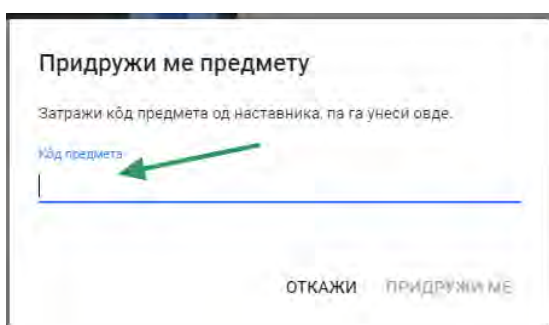 Придружи ме предмету
Затражи кôд предмета од наставника, па га унеси овде.
Кôд предмета
ОТКАЖИ ПРИДРУЖИ МЕ